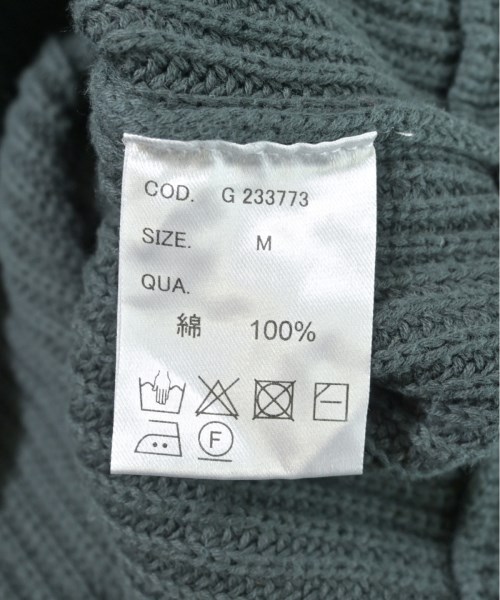 COD. G 233773
SIZE. M
QUA.
綿 100%
F